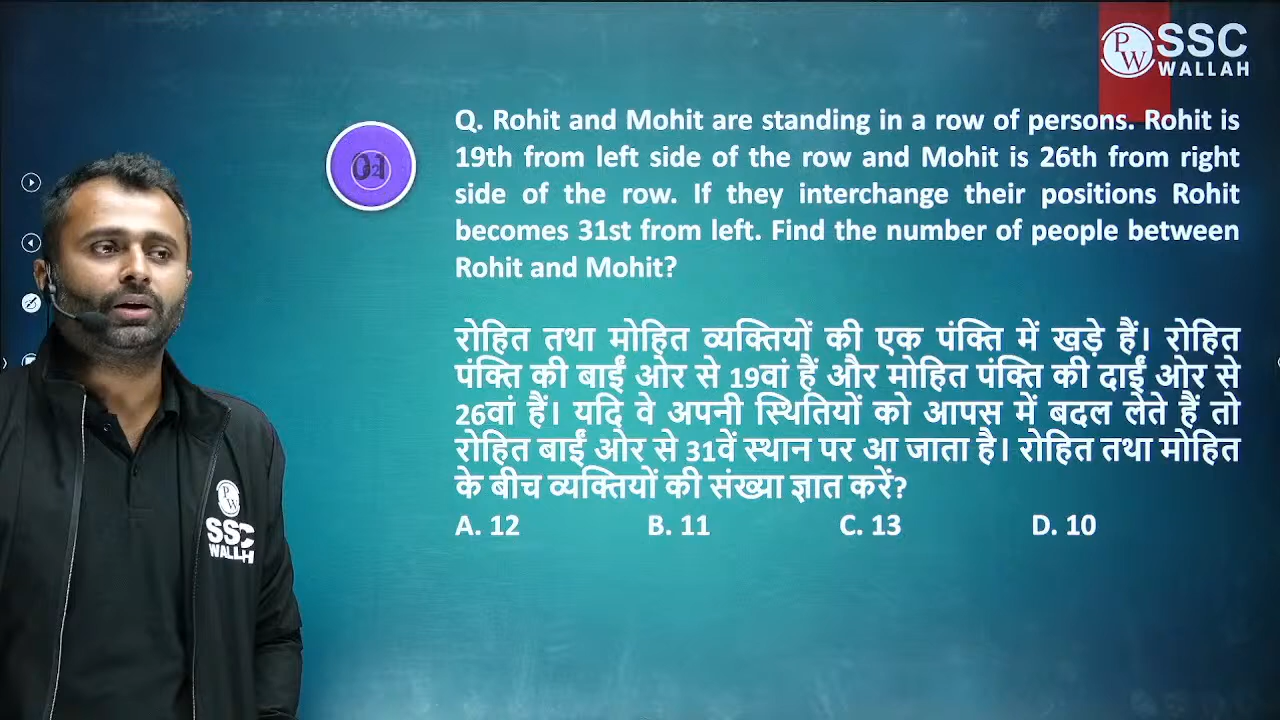 PW SSC
WALLAH
Q. Rohit and Mohit are standing in a row of persons. Rohit is
19th from left side of the row and Mohit is 26th from right
side of the row. If they interchange their positions Rohit
becomes 31st from left. Find the number of people between
Rohit and Mohit?
रोहित तथा मोहित व्यक्तियों की एक पंक्ति में खड़े हैं। रोहित
पंक्ति की बाईं ओर से 19वां हैं और मोहित पंक्ति की दाईं ओर से
26वां हैं। यदि वे अपनी स्थितियों को आपस में बदल लेते हैं तो
रोहित बाईं ओर से 31वें स्थान पर आ जाता है। रोहित तथा मोहित
के बीच व्यक्तियों की संख्या ज्ञात करें?
A. 12 B. 11 C. 13 D. 10
PW
SSC
WALLAH